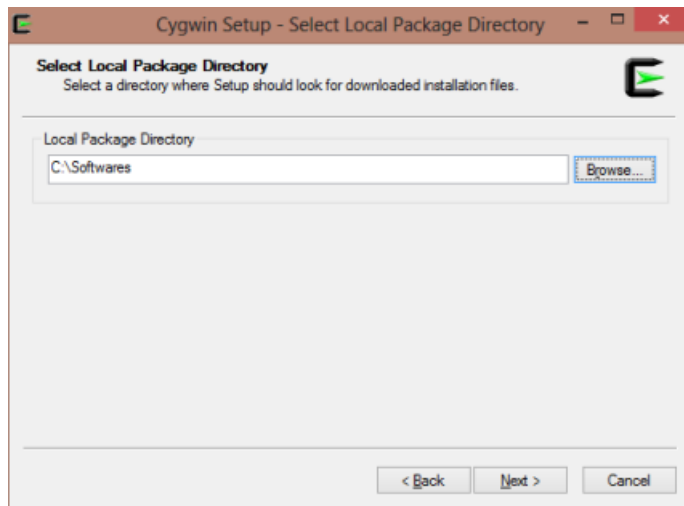 Cygwin Setup - Select Local Package Directory
Select Local Package Directory
Select a directory where Setup should look for downloaded installation files.
Local Package Directory
C:\Softwares
Browse...
< Back
Next >
Cancel